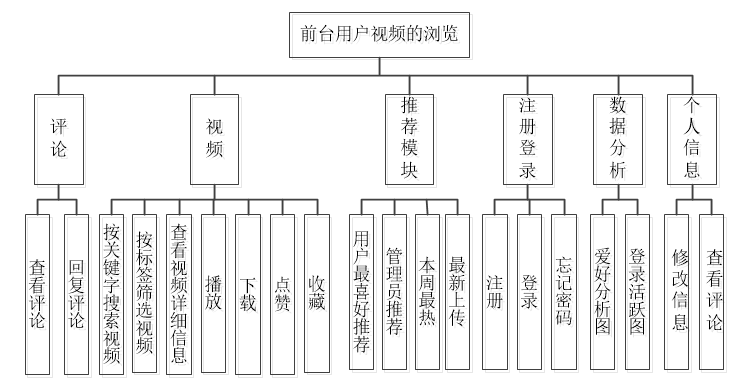 前台用户视频的浏览
评论
视频
推荐模块
注册登录
数据分析
个人信息
查看评论
回复评论
按关键字搜索视频
按标签筛选视频
查看视频详细信息
播放
下载
点赞
收藏
用户最喜好推荐
管理员推荐
本周最热
最新上传
注册
登录
忘记密码
爱好分析图
登录活跃图
修改信息
查看评论